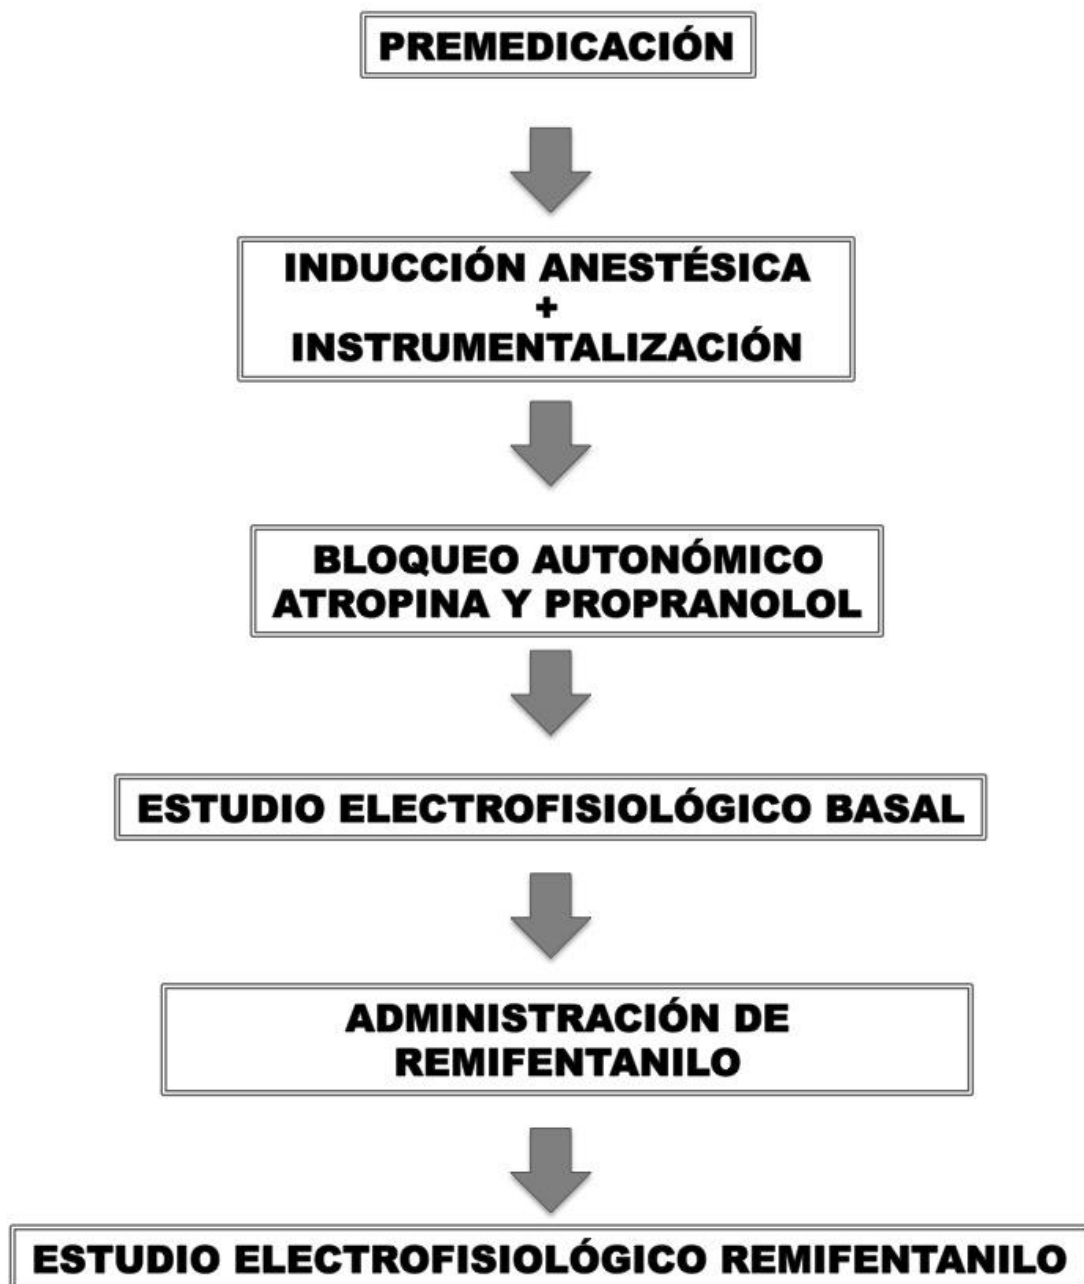 PREMEDICACIÓN
INDUCCIÓN ANESTÉSICA
+
INSTRUMENTALIZACIÓN
BLOQUEO AUTONÓMICO
ATROPINA Y PROPRANOLOL
ESTUDIO ELECTROFISIOLÓGICO BASAL
ADMINISTRACIÓN DE
REMIFENTANILO
ESTUDIO ELECTROFISIOLÓGICO REMIFENTANILO